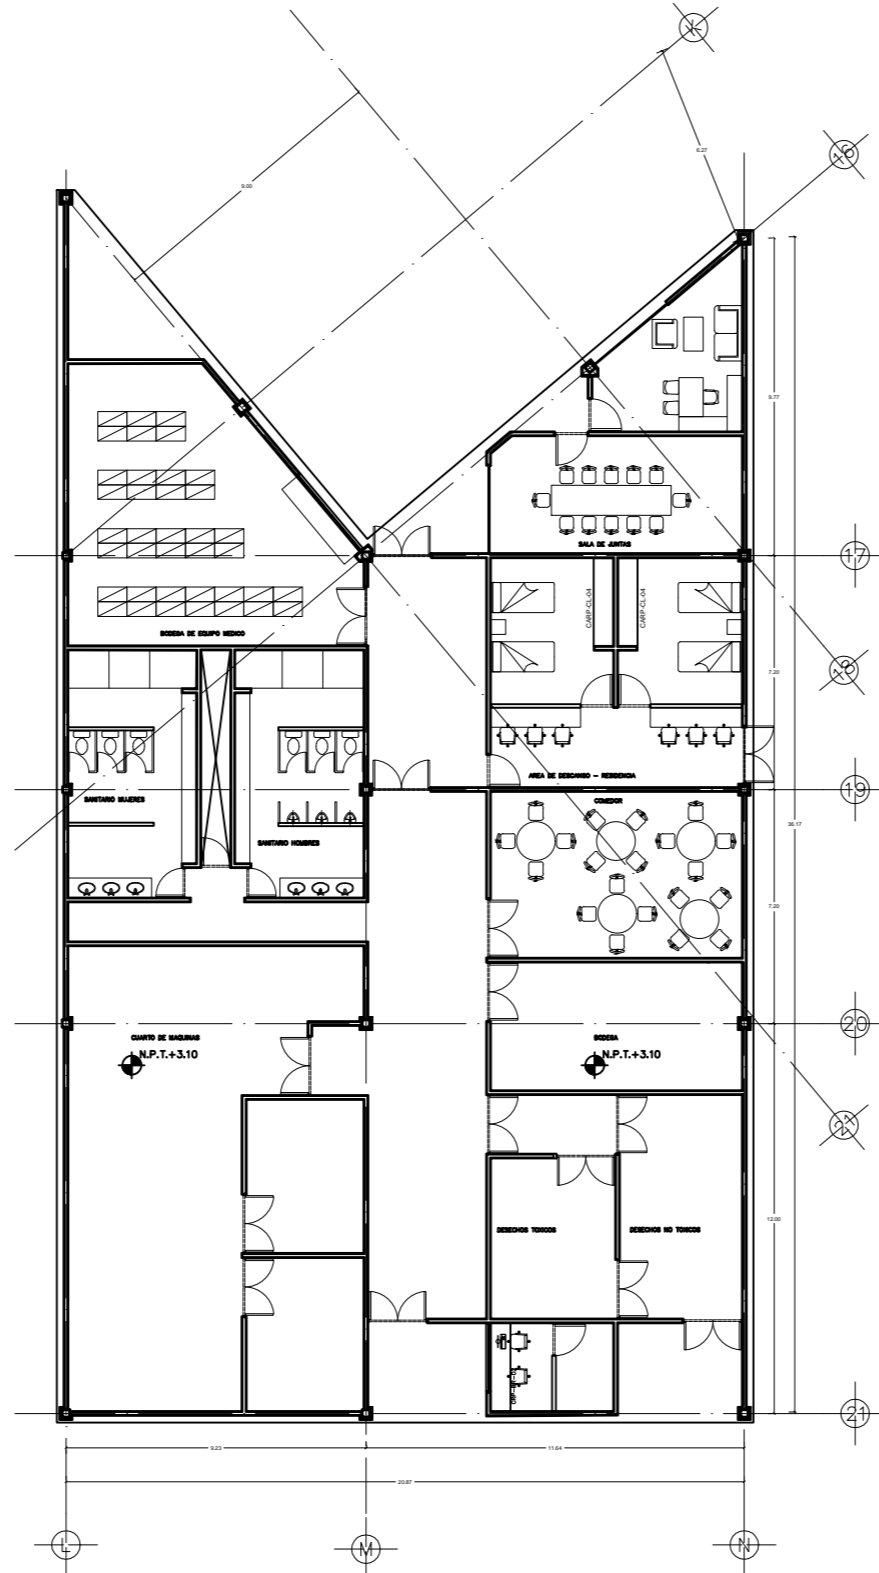 K
9.00
6.27
16
9.77
SALA DE JUNTAS
17
CARP-CL-04
CARP-CL-04
BODEGA DE EQUIPO MEDICO
18
7.20
AREA DE DESCANSO - RESIDENCIA
SANITARIO MUJERES
COMEDOR
19
36.17
SANITARIO HOMBRES
7.20
20
CUARTO DE MAQUINAS
BODEGA
N.P.T.+3.10
N.P.T.+3.10
21
12.00
DESECHOS TOXICOS
DESECHOS NO TOXICOS
21
9.23
11.64
20.87
L
M
N